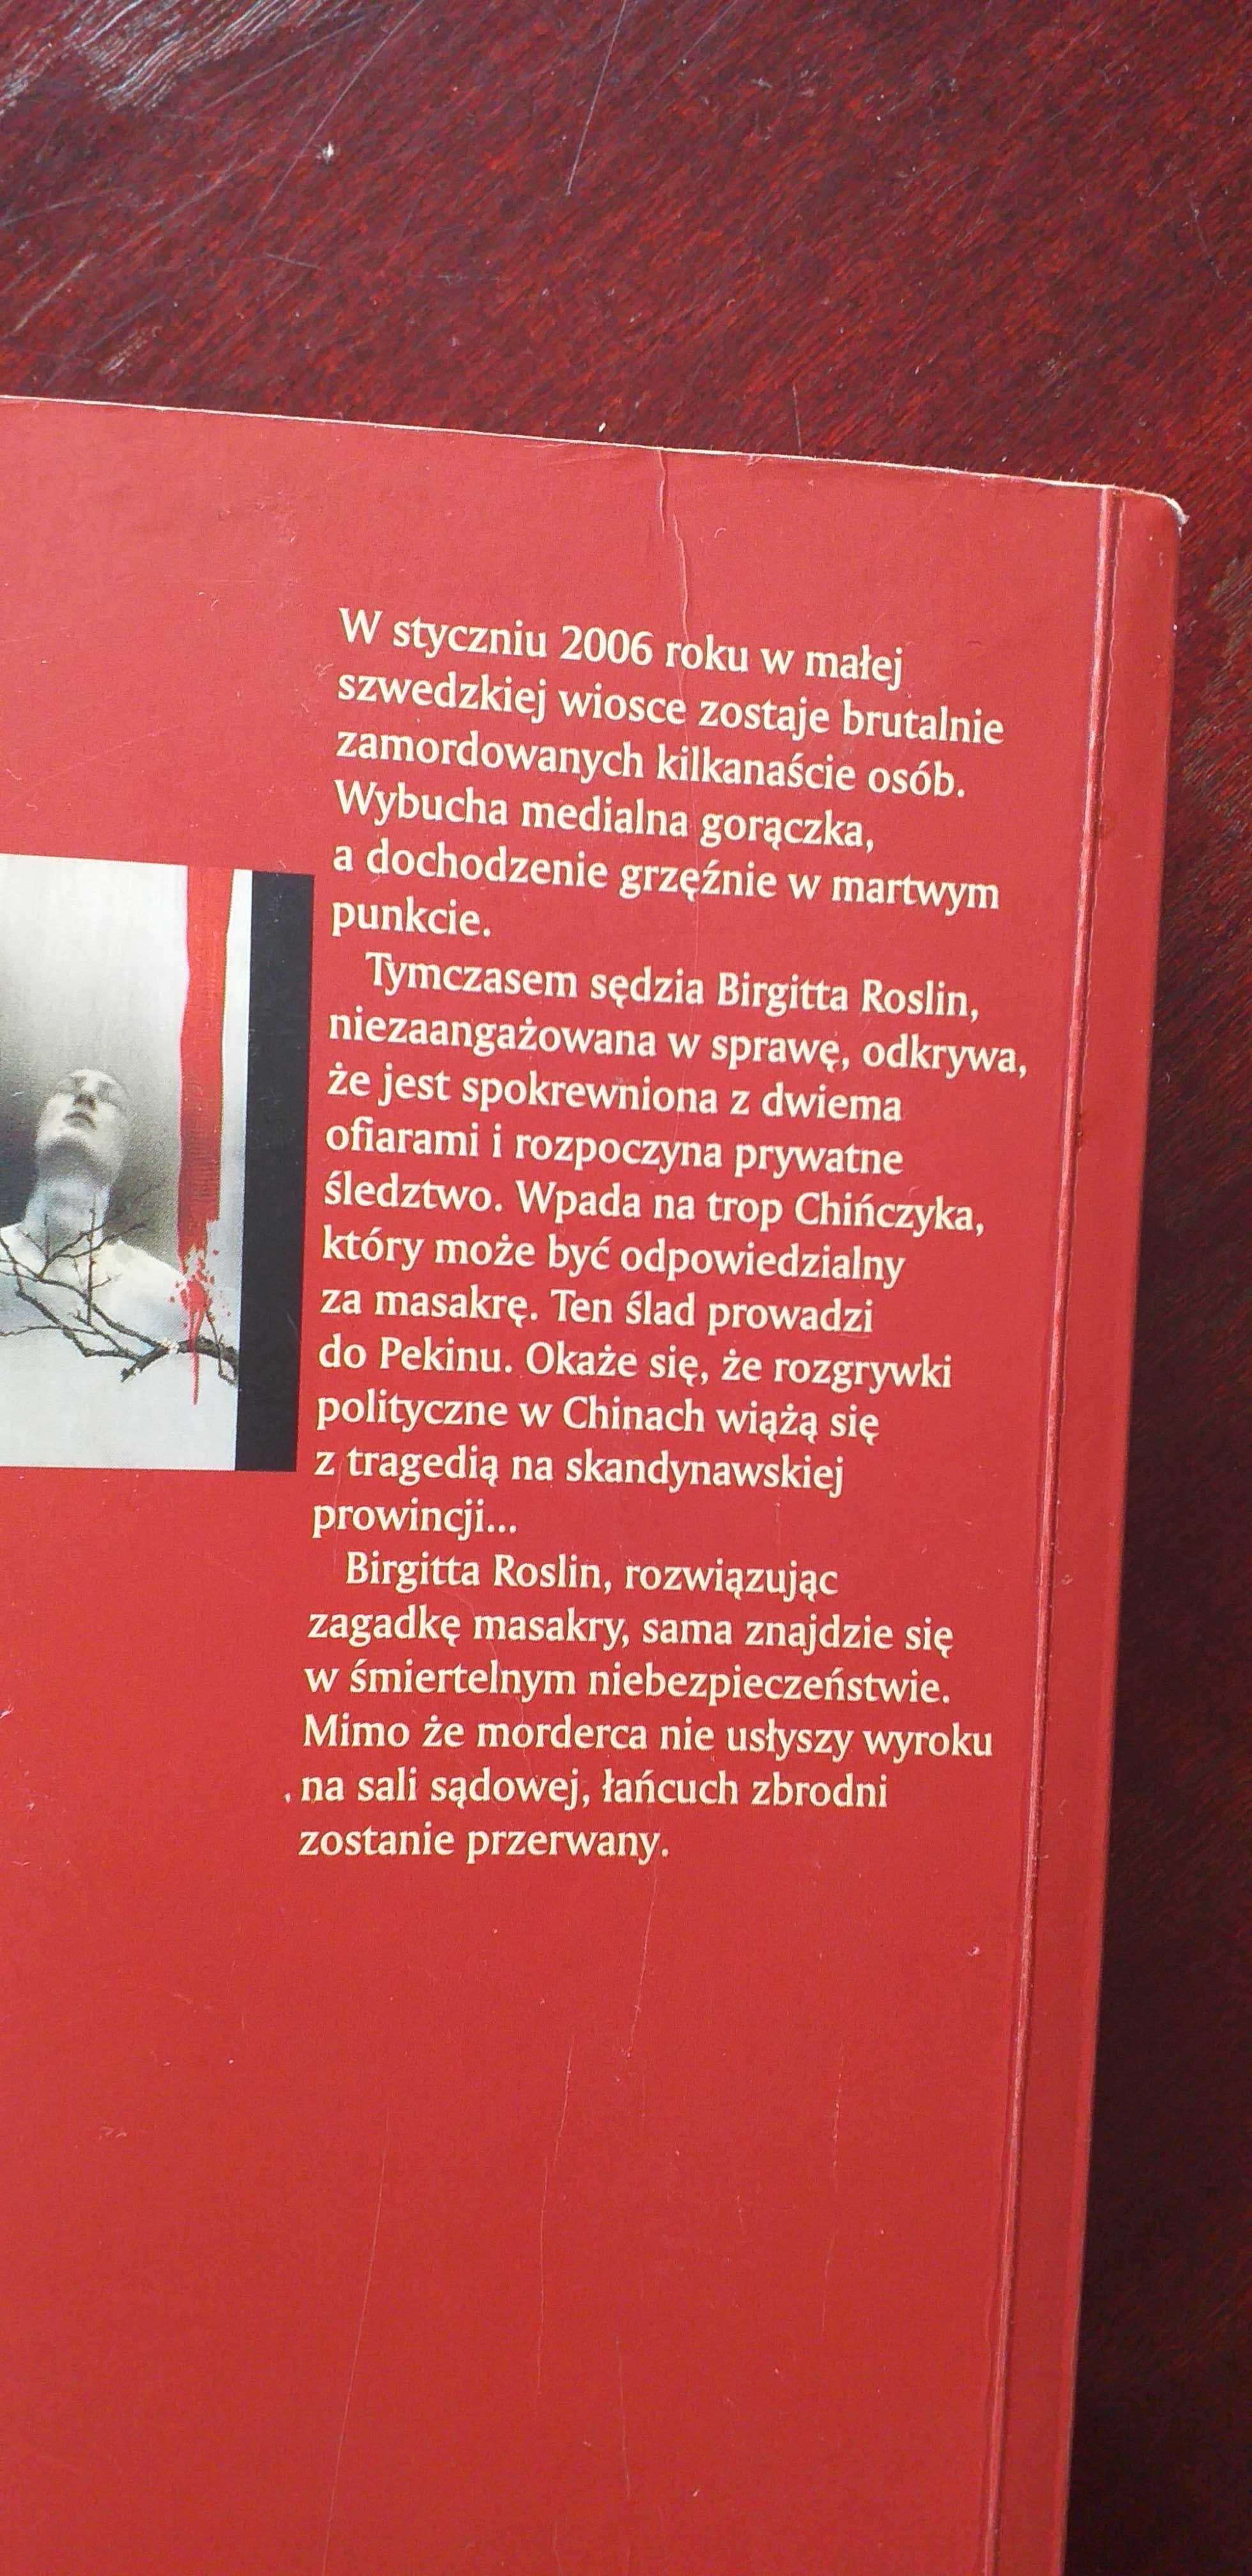 W styczniu 2006 roku w małej
szwedzkiej wiosce zostaje brutalnie
zamordowanych kilkanaście osób.
Wybucha medialna gorączka,
a dochodzenie grzęźnie w martwym
punkcie.
Tymczasem sędzia Birgitta Roslin,
niezaangażowana w sprawę, odkrywa,
że jest spokrewniona z dwiema
ofiarami i rozpoczyna prywatne
śledztwo. Wpada na trop Chińczyka,
który może być odpowiedzialny
za masakrę. Ten ślad prowadzi
do Pekinu. Okaże się, że rozgrywki
polityczne w Chinach wiążą się
z tragedią na skandynawskiej
prowincji...
Birgitta Roslin, rozwiązując
zagadkę masakry, sama znajdzie się
w śmiertelnym niebezpieczeństwie.
Mimo że morderca nie usłyszy wyroku
na sali sądowej, łańcuch zbrodni
zostanie przerwany.